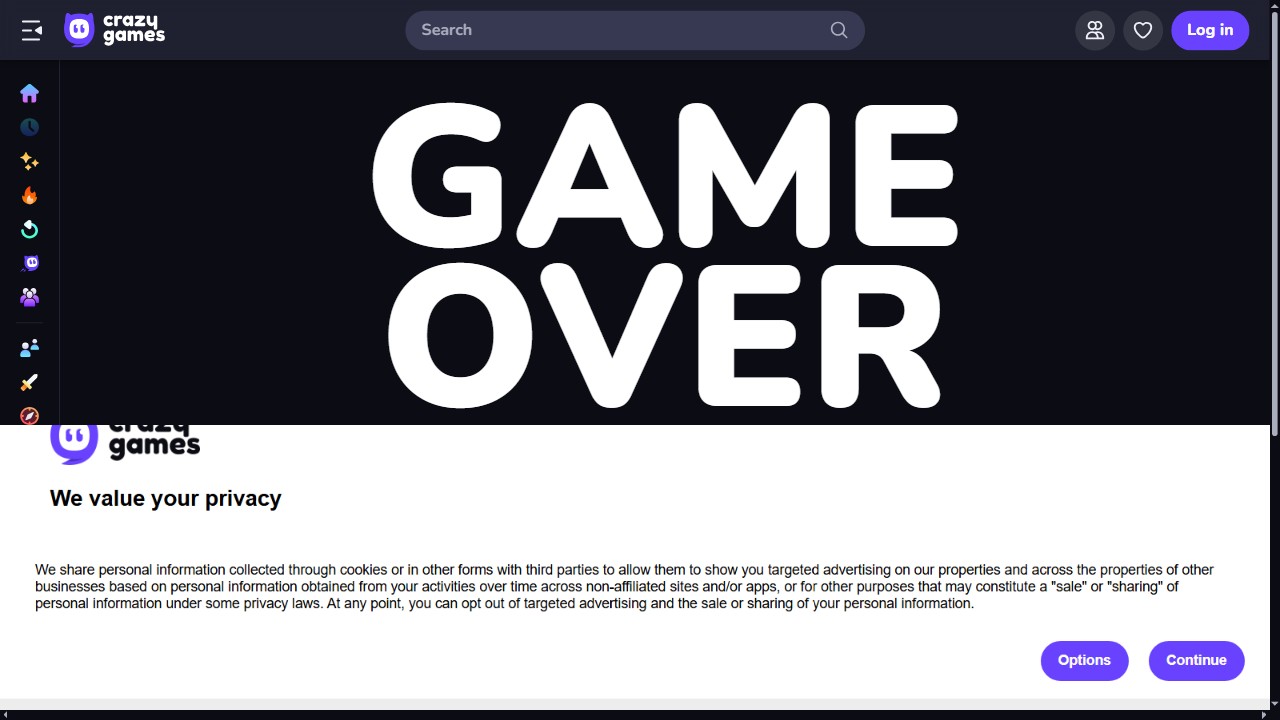 crazy
games
Search
Log in
GAME
OVER
crazy
games
We value your privacy
We share personal information collected through cookies or in other forms with third parties to allow them to show you targeted advertising on our properties and across the properties of other
businesses based on personal information obtained from your activities over time across non-affiliated sites and/or apps, or for other purposes that may constitute a "sale" or "sharing" of
personal information under some privacy laws. At any point, you can opt out of targeted advertising and the sale or sharing of your personal information.
Options
Continue